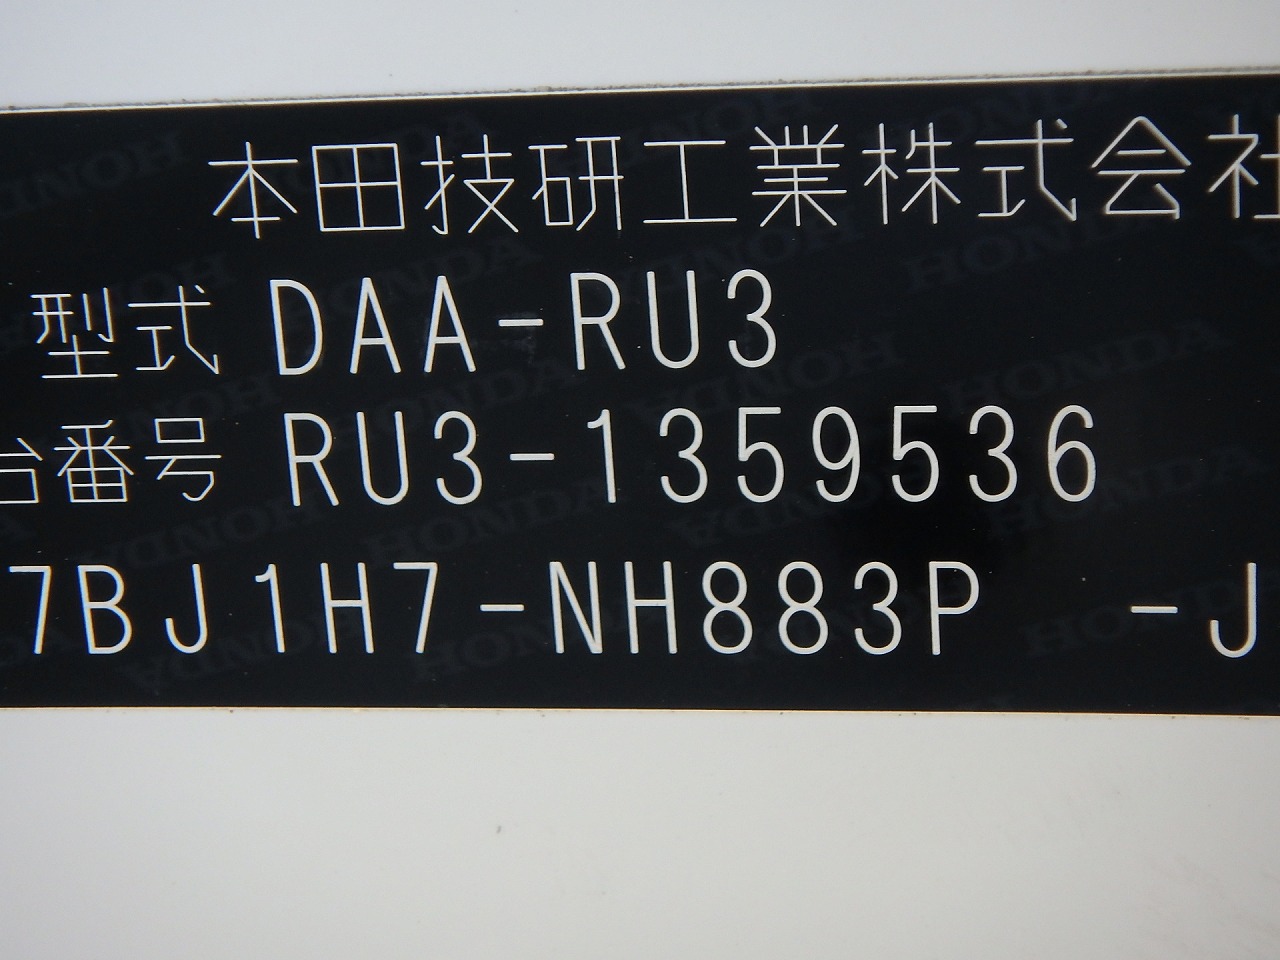 本田技研工業株式会社
型式 DAA-RU3
台番号 RU3-1359536
7BJ1H7-NH883P -J